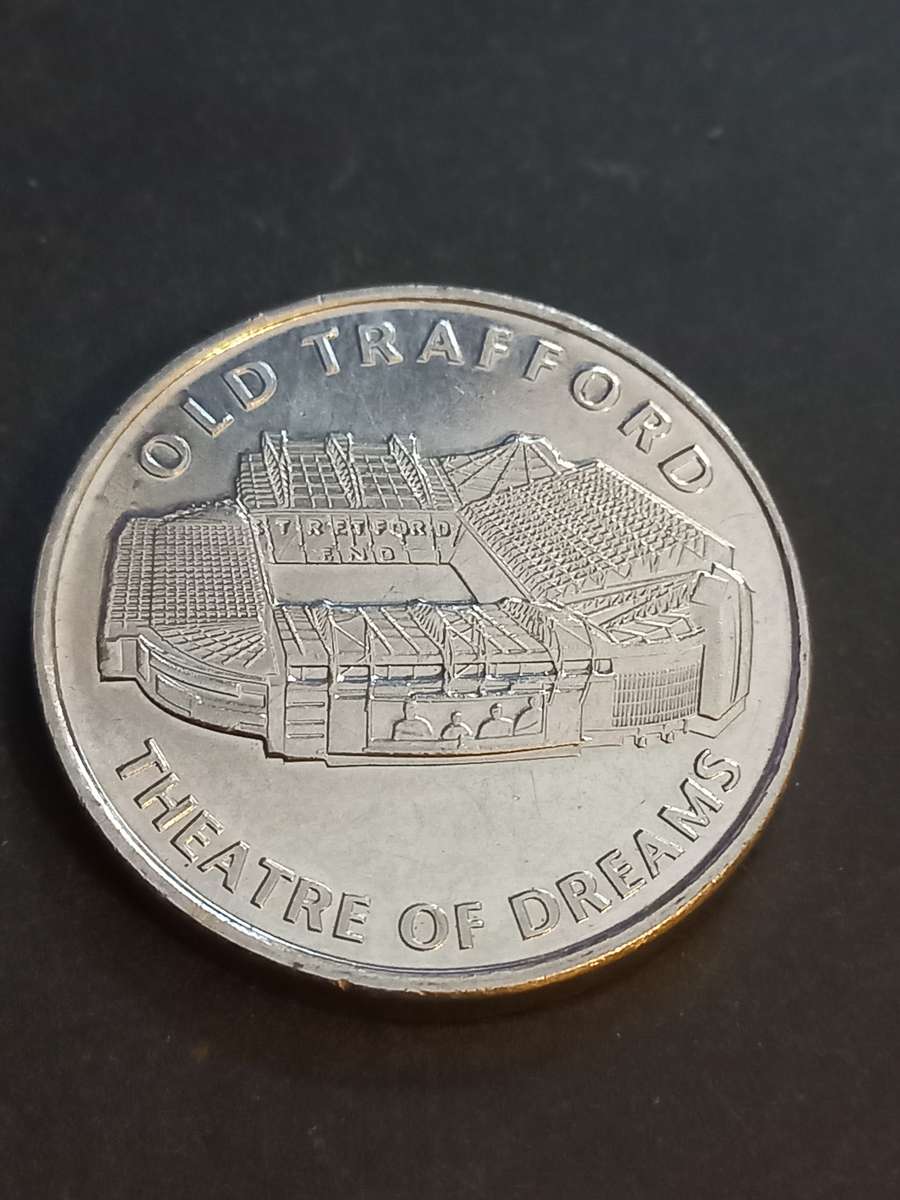 OLD TRAFFORD
STRETFORD
END
THEATRE OF DREAMS